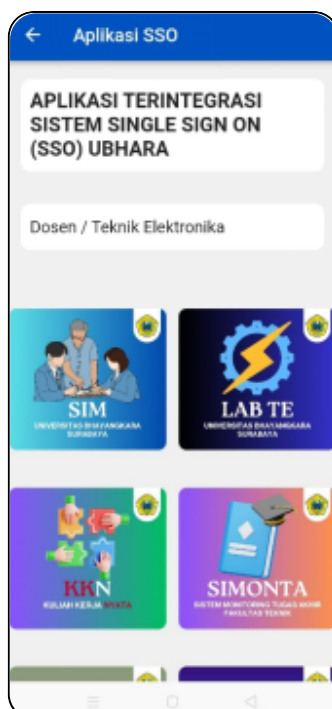 Aplikasi SSO
APLIKASI TERINTEGRASI
SISTEM SINGLE SIGN ON
(SSO) UBHARA
Dosen / Teknik Elektronika
SIM
UNIVERSITAS BHAYANGKARA
SURABAYA
LAB TE
UNIVERSITAS BHAYANGKARA
SURABAYA
KKN
KULIAH KERJA NYATA
SIMONTA
SISTEM MONITORING TUGAS AKHIR
FAKULTAS TEKNIK